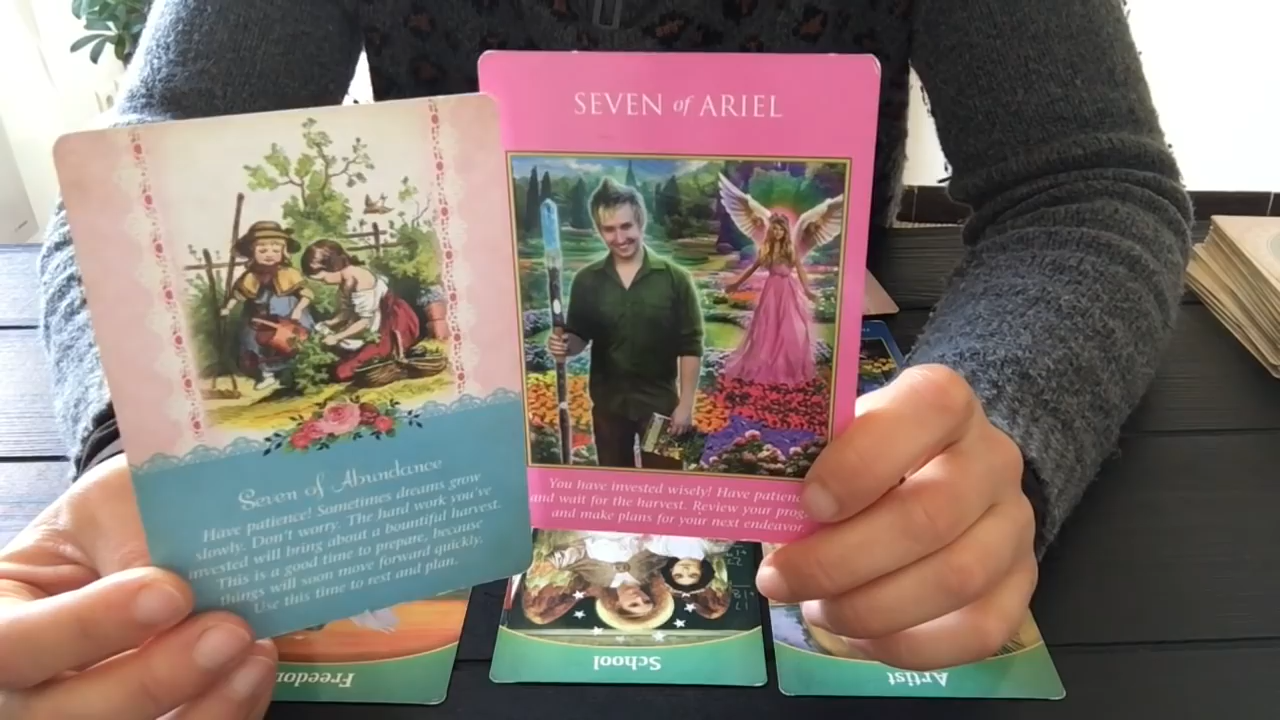 SEVEN of ARIEL
You have invested wisely! Have patience
and wait for the harvest. Review your prog
and make plans for your next endeavor.
Seven of Abundance
Have patience! Sometimes dreams grow
slowly. Don't worry. The hard work you've
invested will bring about a bountiful harvest.
This is a good time to prepare, because
things will soon move forward quickly.
Use this time to rest and plan.
Freedom
School
Artist